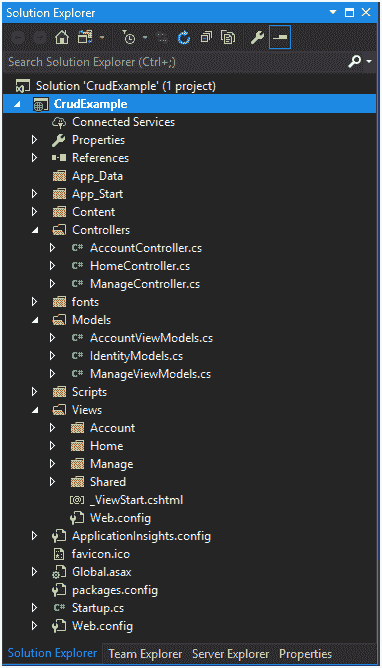 Solution Explorer
Search Solution Explorer (Ctrl+;)
Solution 'CrudExample' (1 project)
CrudExample
Connected Services
Properties
References
App_Data
App_Start
Content
Controllers
C# AccountController.cs
C# HomeController.cs
C# ManageController.cs
fonts
Models
C# AccountViewModels.cs
C# IdentityModels.cs
C# ManageViewModels.cs
Scripts
Views
Account
Home
Manage
Shared
[@] _ViewStart.cshtml
Web.config
ApplicationInsights.config
favicon.ico
Global.asax
packages.config
C# Startup.cs
Web.config
Solution Explorer Team Explorer Server Explorer Properties